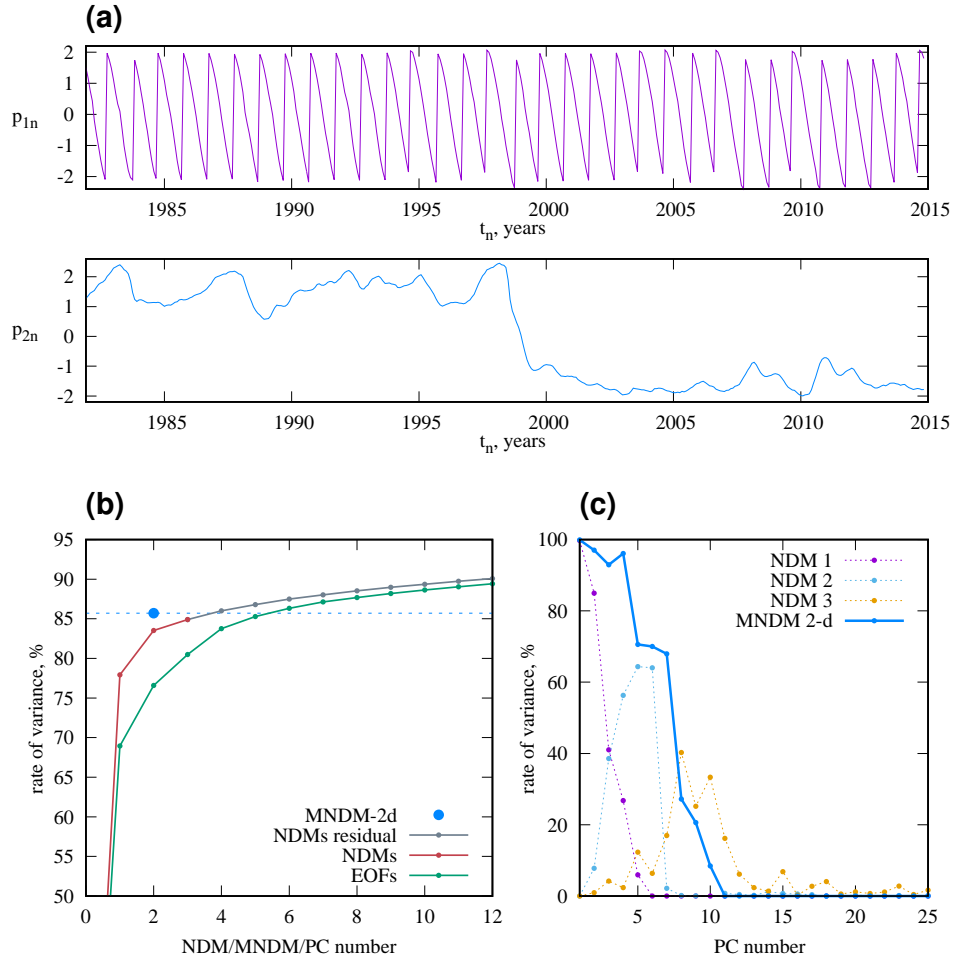 (a)
2
1
0
-1
-2
p1n
1985 1990 1995 2000 2005 2010 2015
tn, years
2
1
0
-1
-2
p2n
1985 1990 1995 2000 2005 2010 2015
tn, years
(b)
95
90
85
80
75
70
65
60
55
50
rate of variance, %
MNDM-2d
NDMs residual
NDMs
EOFs
0 2 4 6 8 10 12
NDM/MNDM/PC number
(c)
100
80
60
40
20
0
rate of variance, %
NDM 1
NDM 2
NDM 3
MNDM 2-d
5 10 15 20 25
PC number